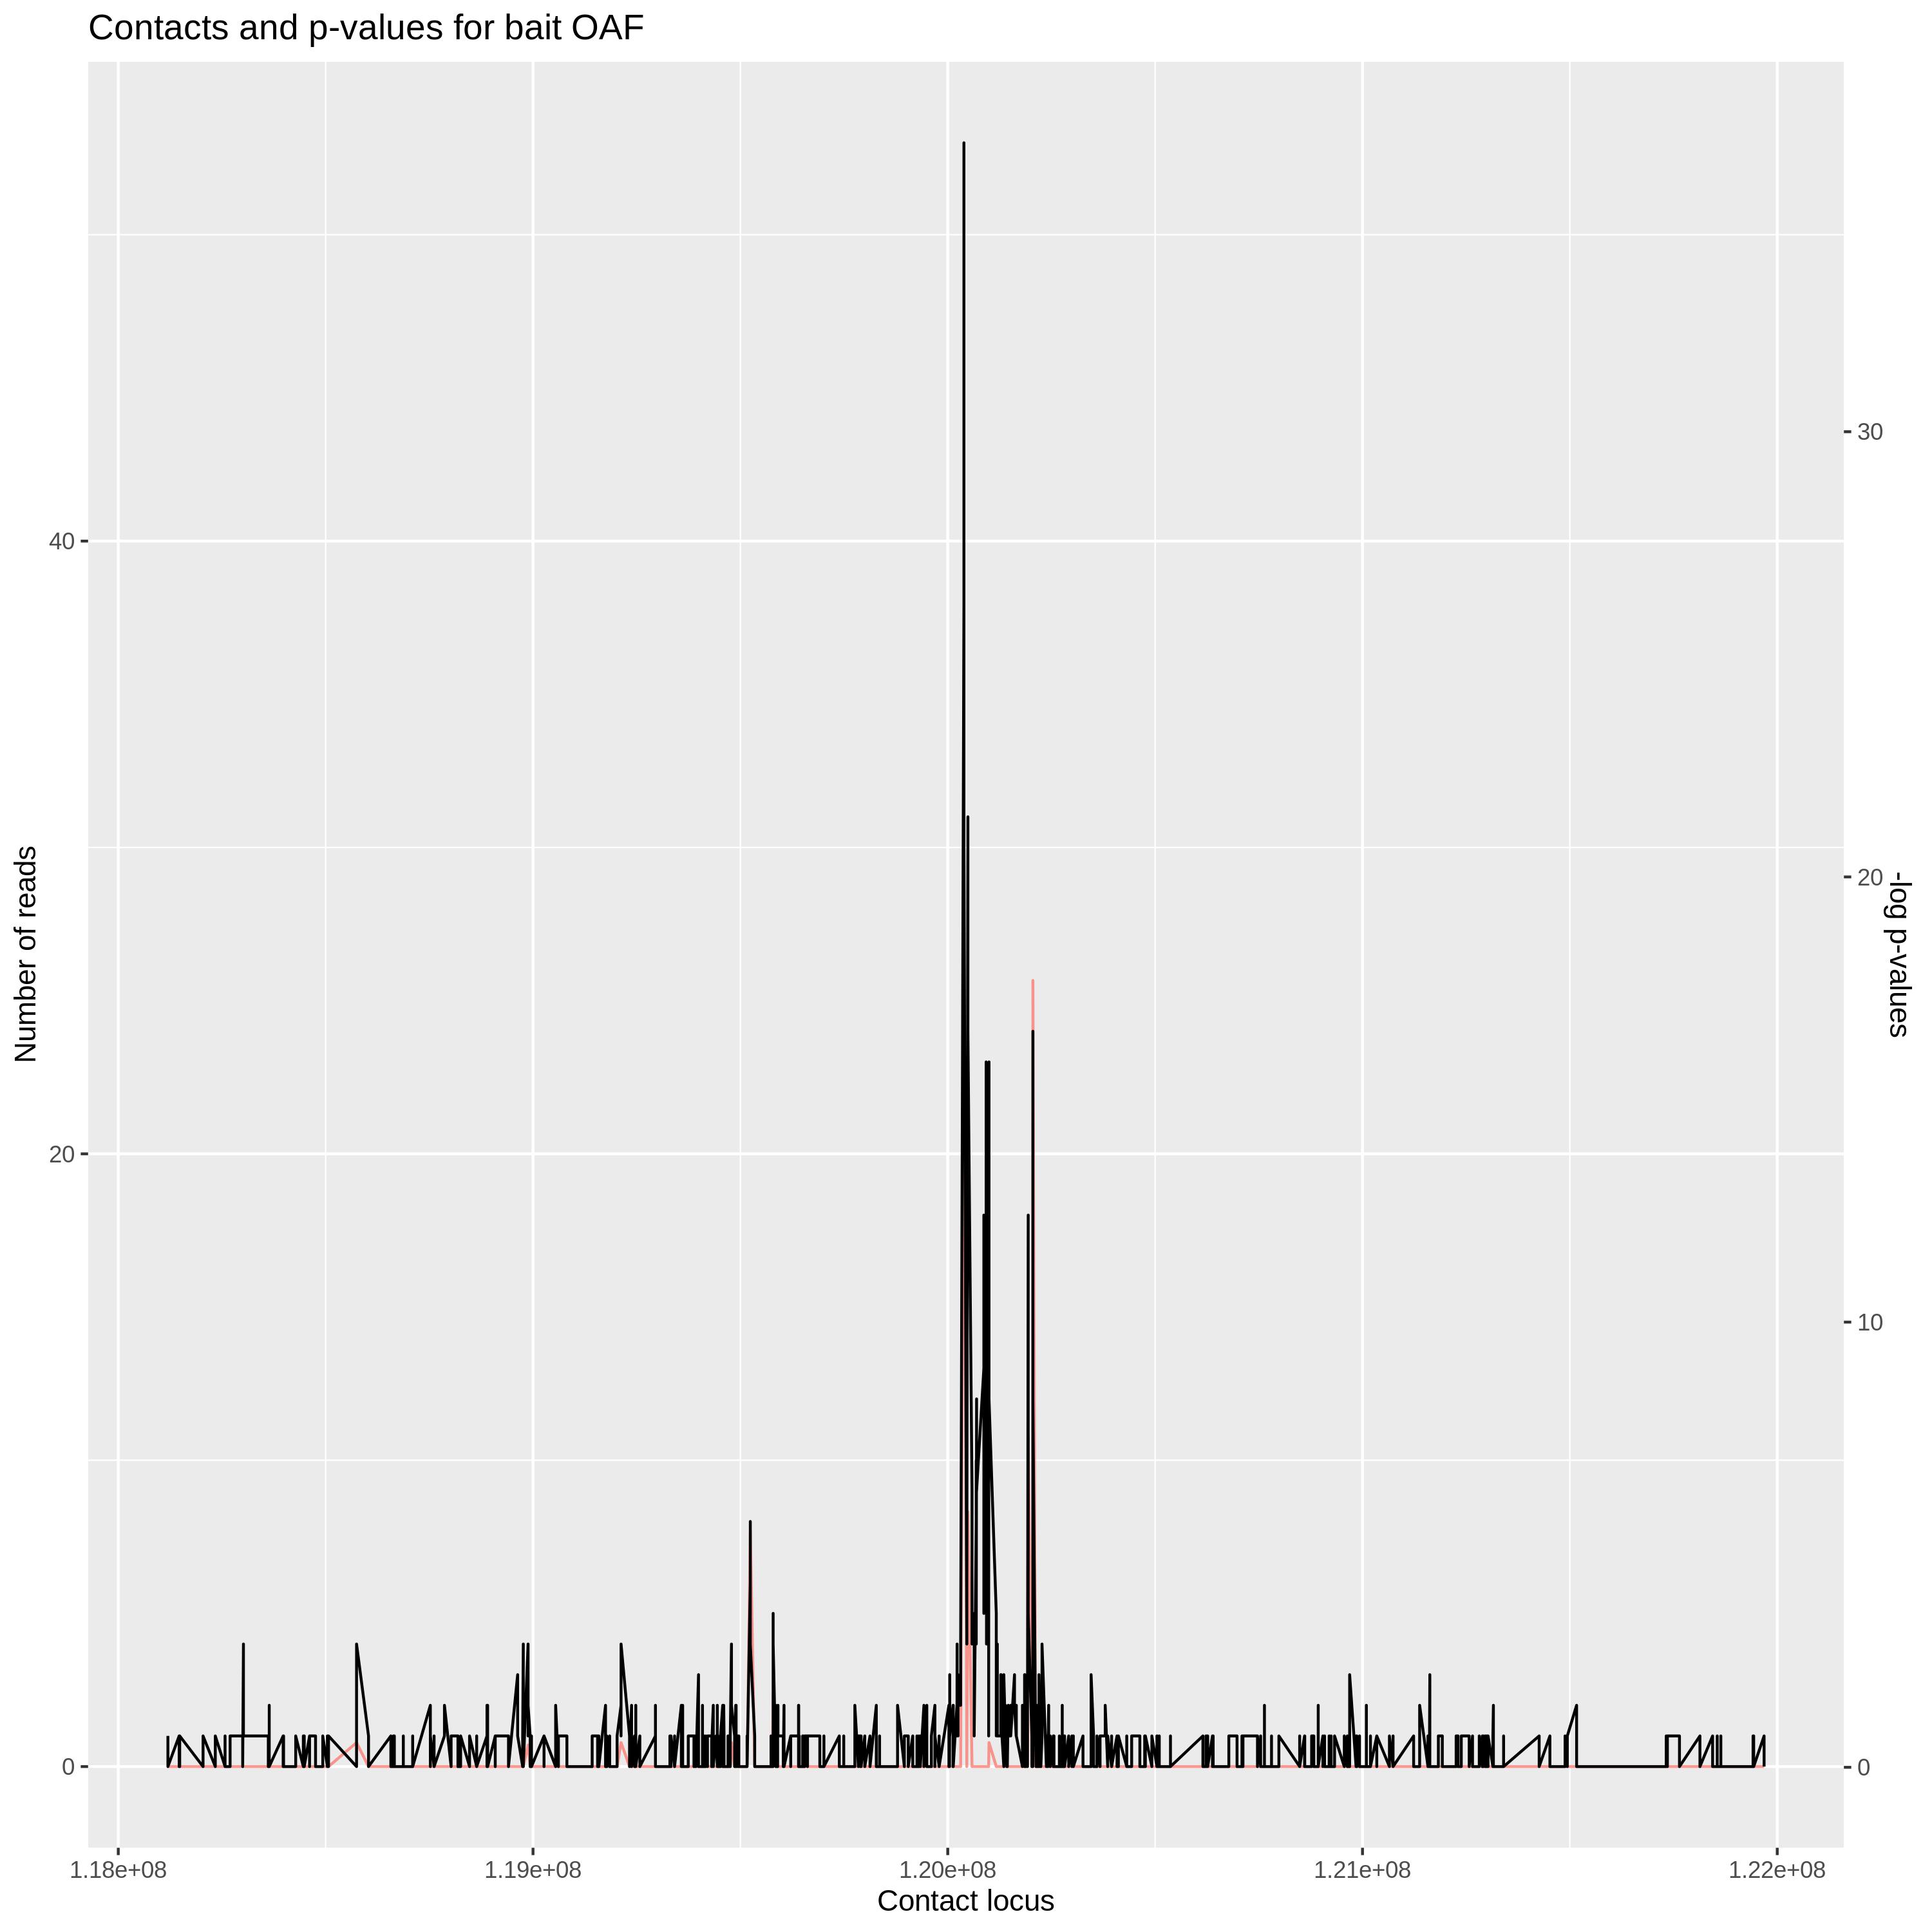 Contacts and p-values for bait OAF
Number of reads
40
20
0
30
20
10
0
-log p-values
1.18e+08
1.19e+08
1.20e+08
1.21e+08
1.22e+08
Contact locus